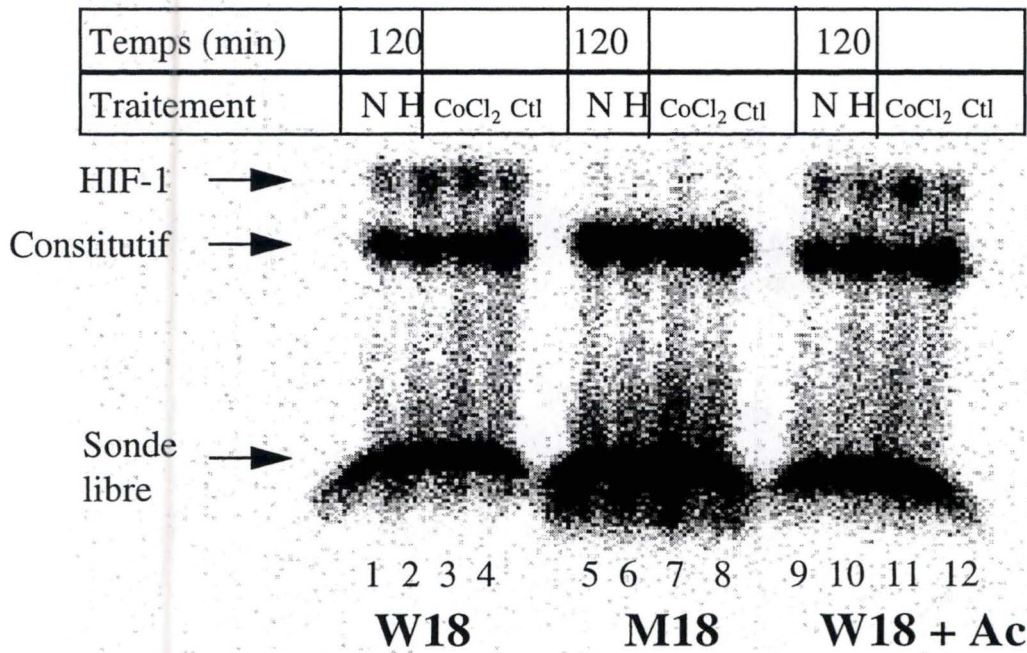 Temps (min) 120 120 120
Traitement N H CoCl₂ Ctl N H CoCl₂ Ctl N H CoCl₂ Ctl
HIF-1
Constitutif
Sonde
libre
1 2 3 4 5 6 7 8 9 10 11 12
W18 M18 W18 + Ac